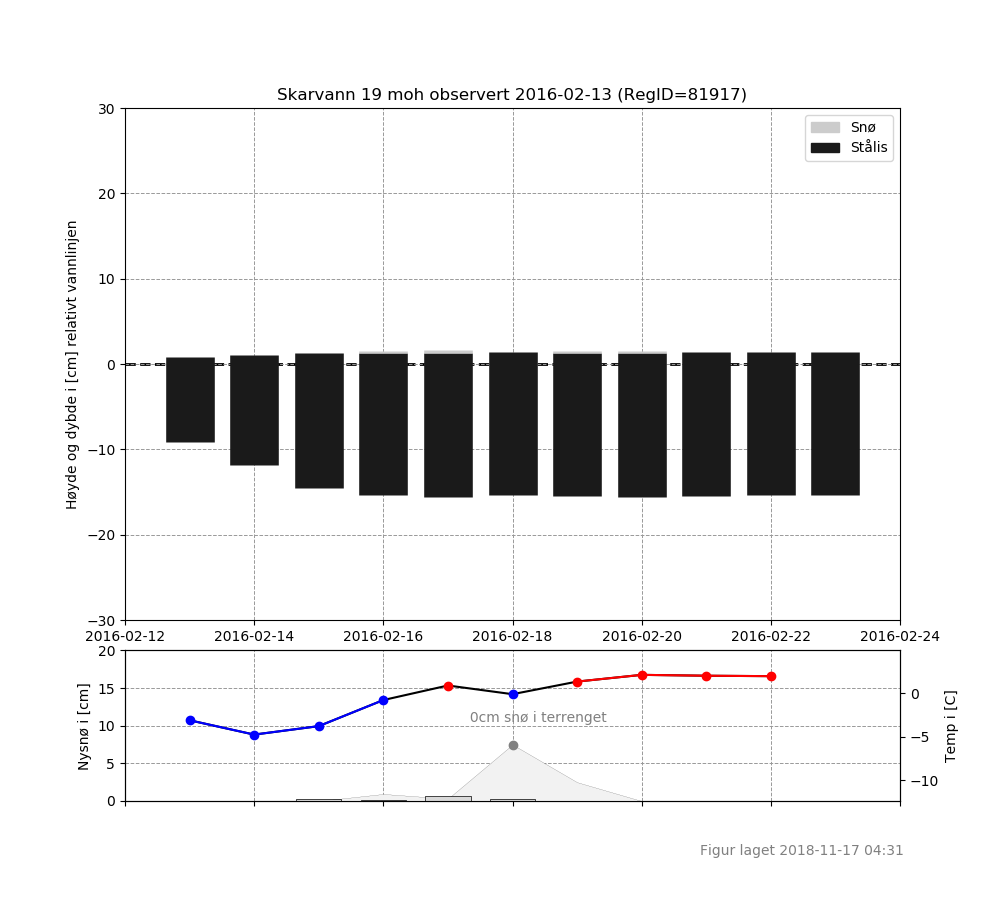 Skarvann 19 moh observert 2016-02-13 (RegID=81917)
Snø
Stålis
30
20
10
0
−10
−20
−30
Høyde og dybde i [cm] relativt vannlinjen
2016-02-12 2016-02-14 2016-02-16 2016-02-18 2016-02-20 2016-02-22 2016-02-24
20
15
10
5
0
Nysnø i [cm]
0cm snø i terrenget
0
−5
−10
Temp i [C]
Figur laget 2018-11-17 04:31